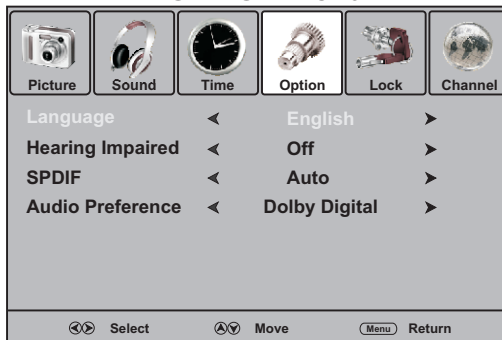 Picture Sound Time Option Lock Channel
Language English
Hearing Impaired Off
SPDIF Auto
Audio Preference Dolby Digital
Select Move Menu Return